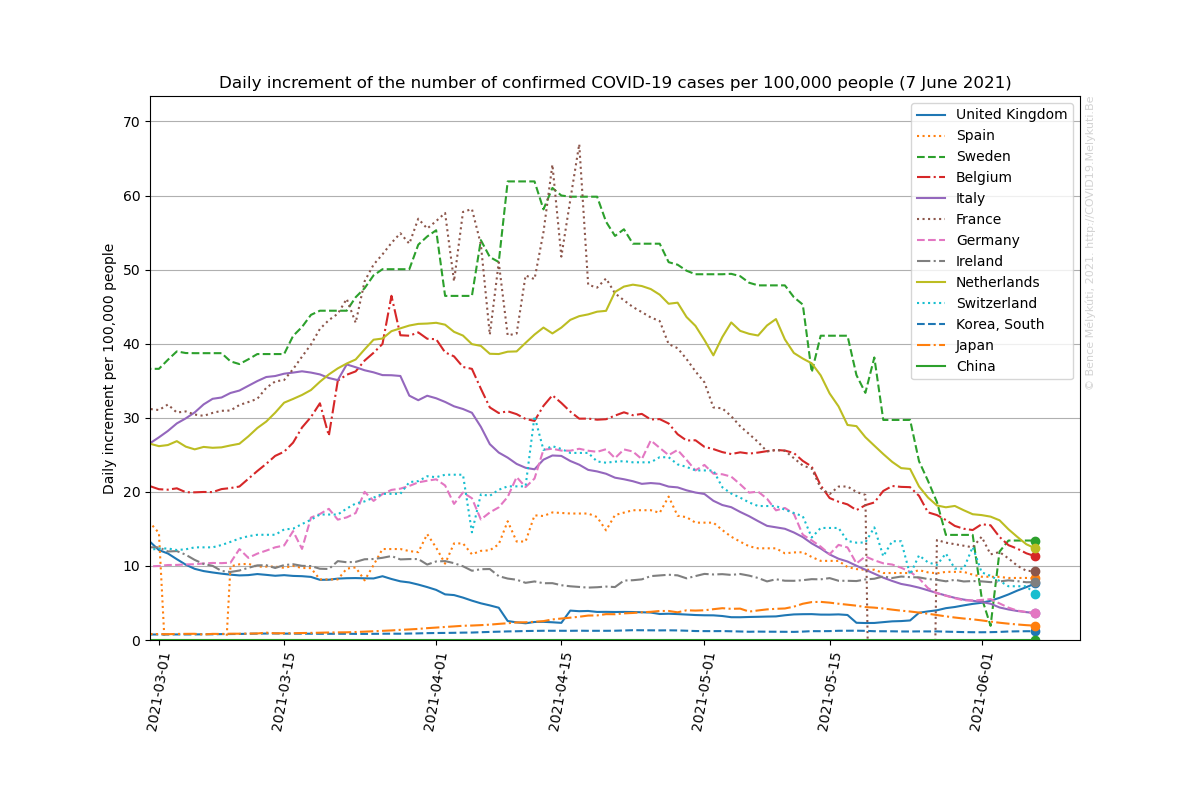 Daily increment of the number of confirmed COVID-19 cases per 100,000 people (7 June 2021)
Daily increment per 100,000 people
70
60
50
40
30
20
10
0
2021-03-01
2021-03-15
2021-04-01
2021-04-15
2021-05-01
2021-05-15
2021-06-01
United Kingdom
Spain
Sweden
Belgium
Italy
France
Germany
Ireland
Netherlands
Switzerland
Korea, South
Japan
China
© Bence Mélykúti, 2021  http://COVID19.Melykuti.Be